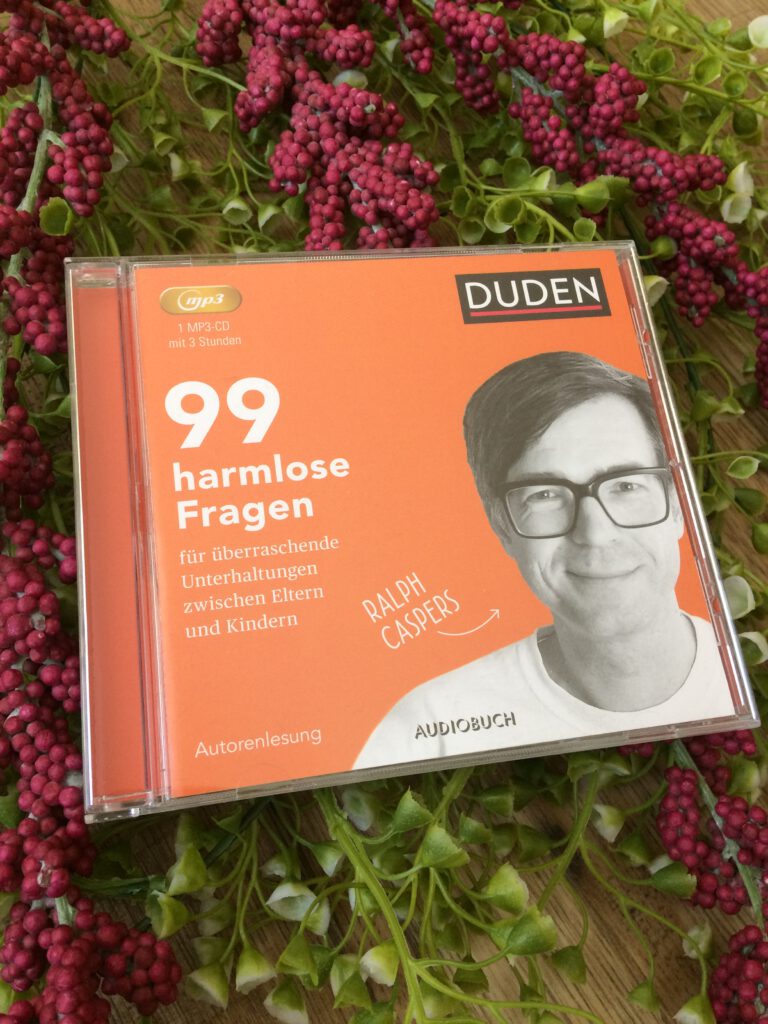 mp3
1 MP3-CD
mit 3 Stunden
DUDEN
99
harmlose
Fragen
für überraschende
Unterhaltungen
zwischen Eltern
und Kindern
RALPH
CASPERS
Autorenlesung
AUDIOBUCH